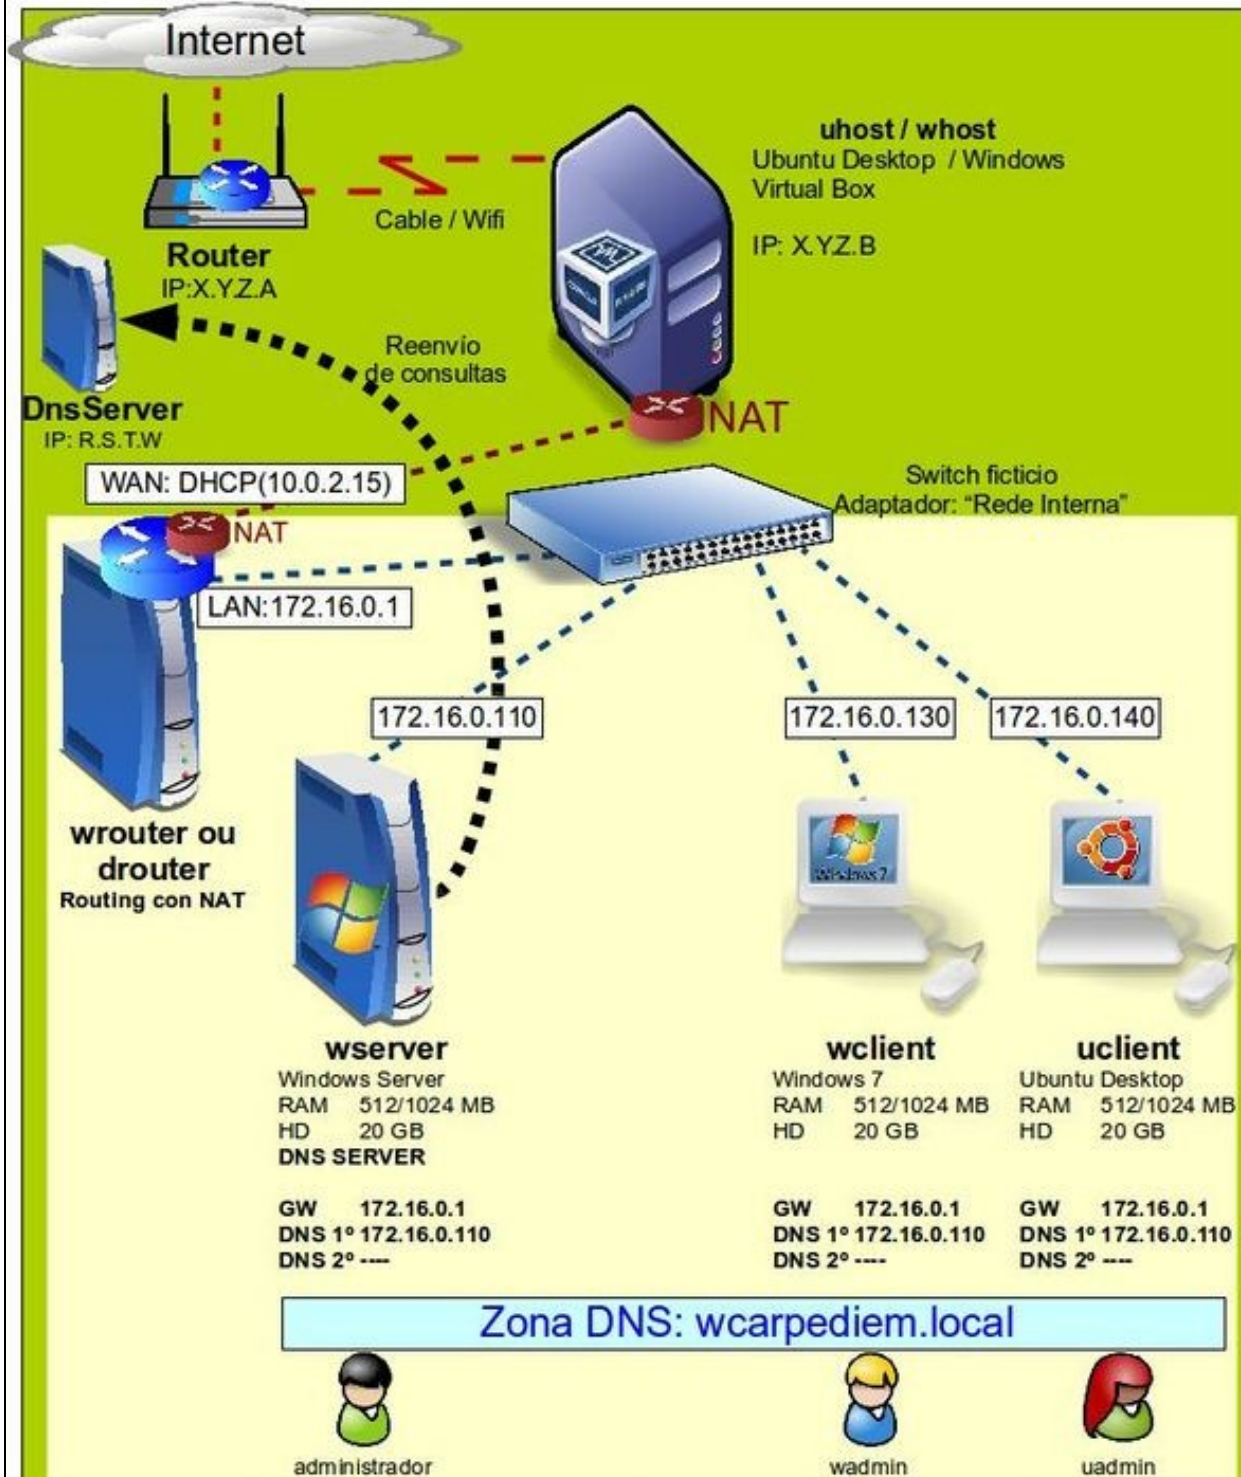 Internet
uhost / whost
Ubuntu Desktop / Windows
Virtual Box
IP: X.Y.Z.B
Cable / Wifi
Router
IP:X.Y.Z.A
Reenvío
de consultas
DnsServer
IP: R.S.T.W
NAT
WAN: DHCP(10.0.2.15)
Switch ficticio
Adaptador: “Rede Interna”
NAT
LAN:172.16.0.1
172.16.0.110
172.16.0.130
172.16.0.140
wrouter ou
drouter
Routing con NAT
Windows 7
wserver
Windows Server
RAM 512/1024 MB
HD 20 GB
DNS SERVER
GW 172.16.0.1
DNS 1º 172.16.0.110
DNS 2º ----
wclient
Windows 7
RAM 512/1024 MB
HD 20 GB
GW 172.16.0.1
DNS 1º 172.16.0.110
DNS 2º ----
uclient
Ubuntu Desktop
RAM 512/1024 MB
HD 20 GB
GW 172.16.0.1
DNS 1º 172.16.0.110
DNS 2º ----
Zona DNS: wcarpediem.local
administrador
wadmin
uadmin